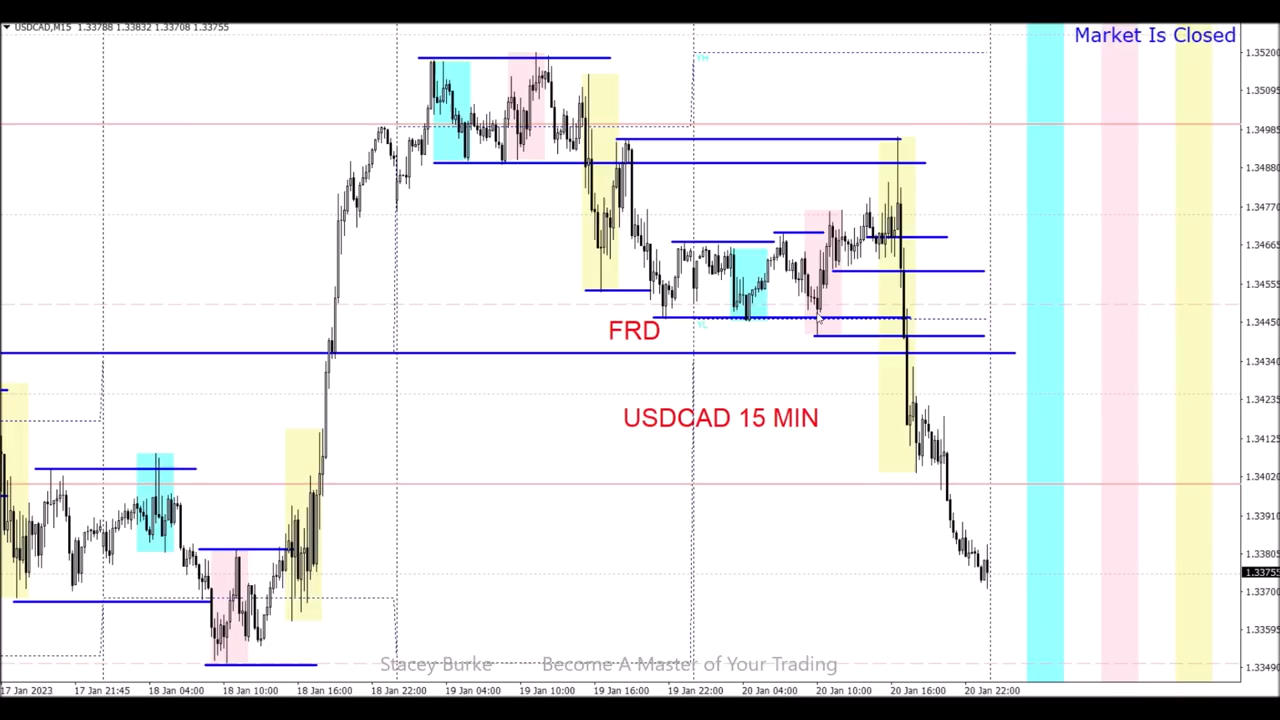 USDCAD,M15 1.33788 1.33832 1.33708 1.33755
Market Is Closed
YH
1.35200
1.35095
1.34985
1.34880
1.34770
1.34665
1.34555
1.34450
1.34340
1.34235
1.34125
1.34020
1.33910
1.33805
1.33755
1.33700
1.33595
1.33490
YL
FRD
USDCAD 15 MIN
Stacey Burke
Become A Master of Your Trading
17 Jan 2023
17 Jan 21:45
18 Jan 04:00
18 Jan 10:00
18 Jan 16:00
18 Jan 22:00
19 Jan 04:00
19 Jan 10:00
19 Jan 16:00
19 Jan 22:00
20 Jan 04:00
20 Jan 10:00
20 Jan 16:00
20 Jan 22:00